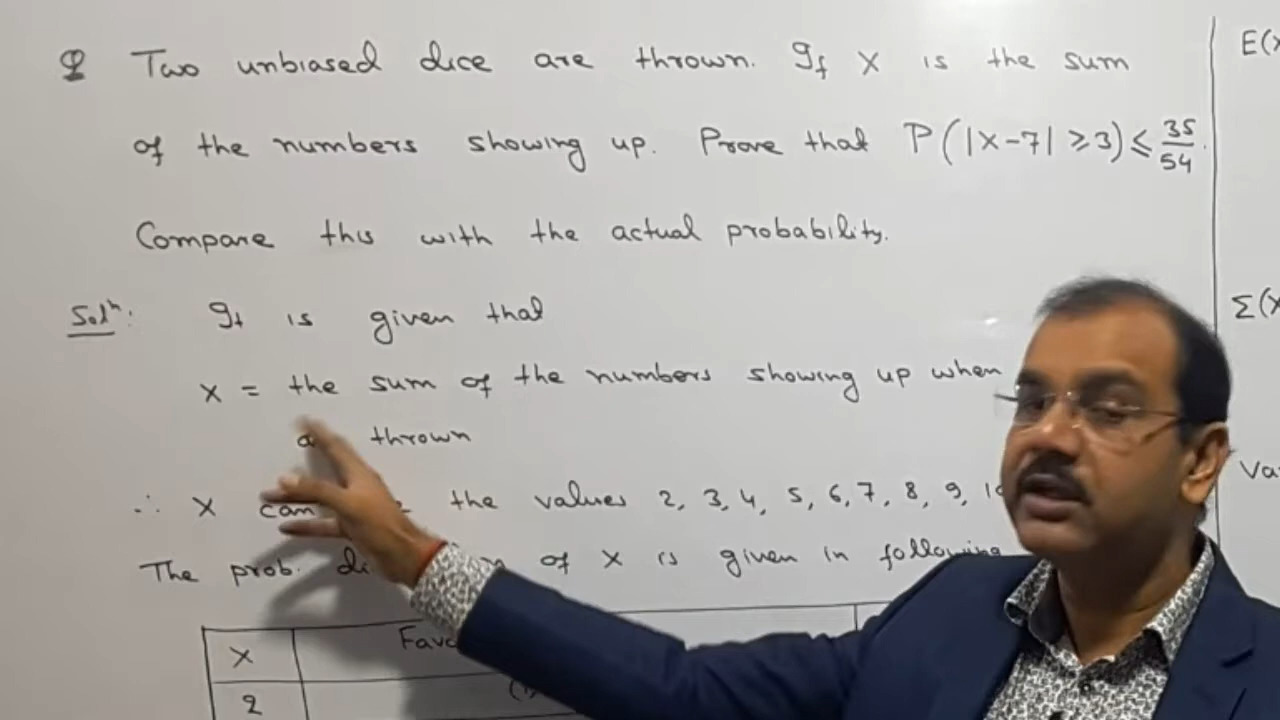 Q Two unbiased dice are thrown. If X is the sum
of the numbers showing up. Prove that P(|X-7| ≥ 3) ≤ 35/54.
Compare this with the actual probability.
Solⁿ: It is given that
X = the sum of the numbers showing up when
thrown
∴ X can the values 2, 3, 4, 5, 6, 7, 8, 9, 10
The prob. of X is given in following
X Favo
2 (1,
E(X
Σ(X
Va